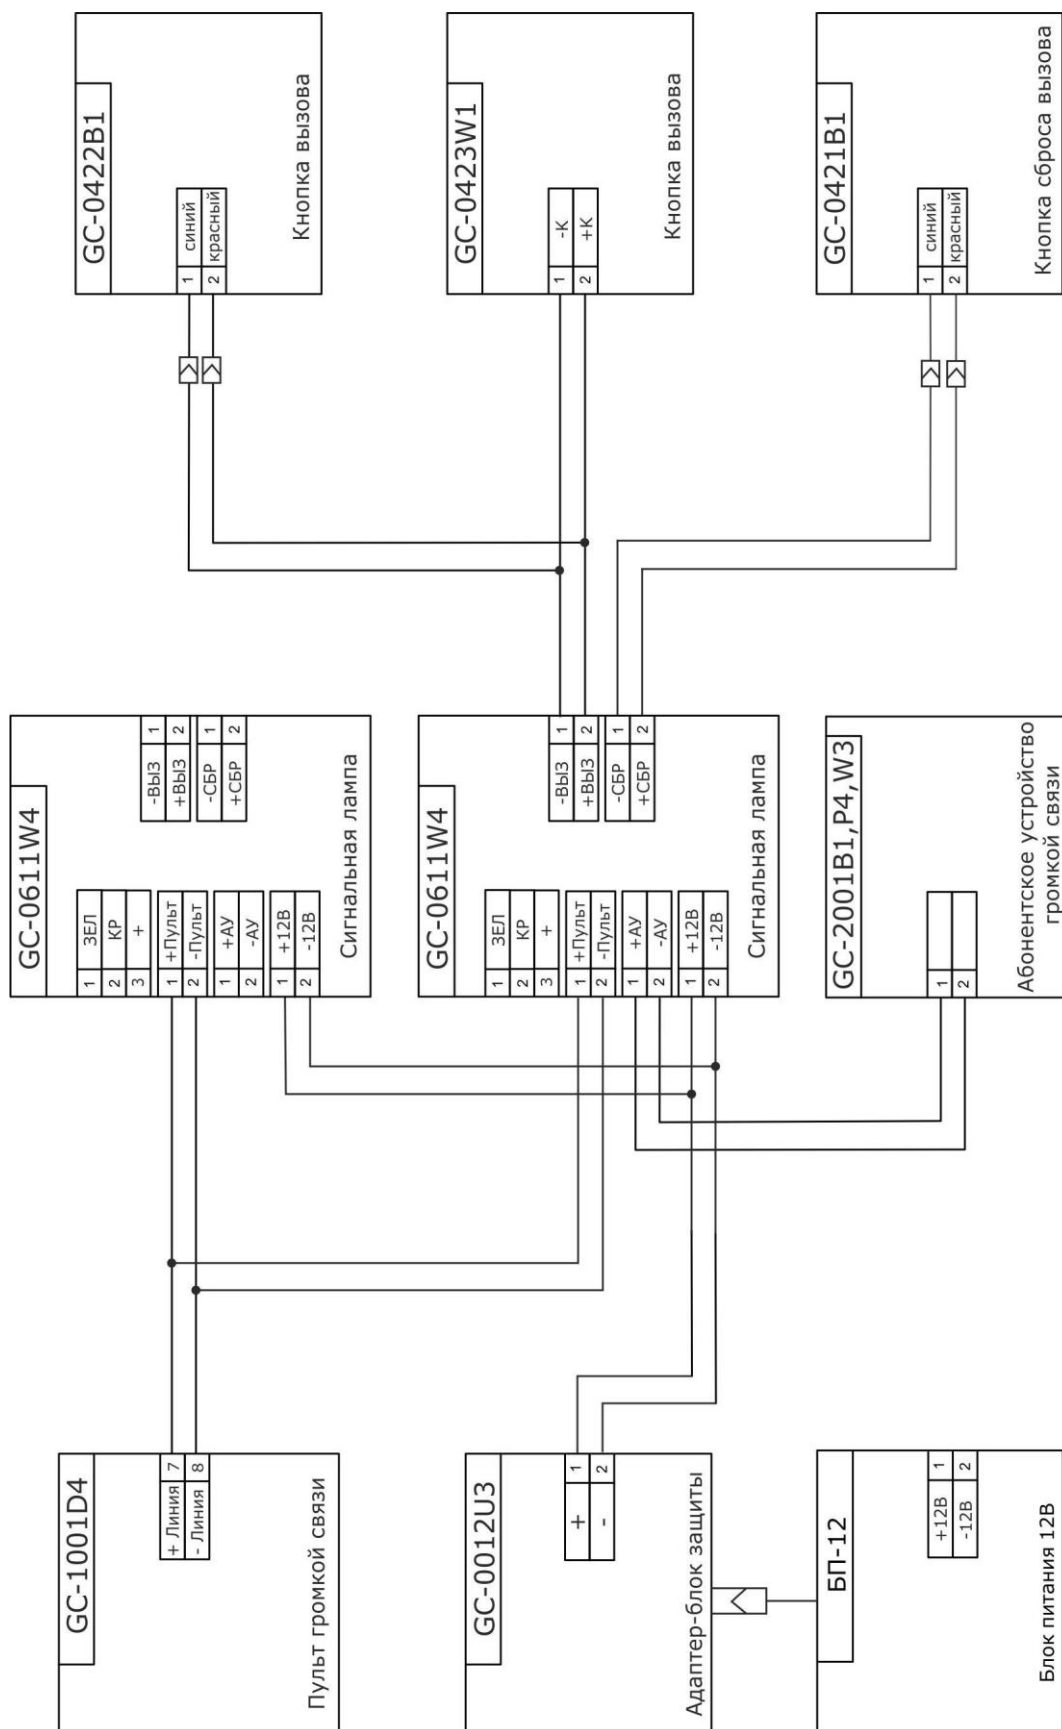 GC-1001D4
+ Линия 7
- Линия 8
Пульт громкой связи
GC-0611W4
1 ЗЕЛ
2 КР
3 +
1 +Пульт
2 -Пульт
1 +АУ
2 -АУ
1 +12В
2 -12В
-ВЫЗ 1
+ВЫЗ 2
-СБР 1
+СБР 2
Сигнальная лампа
GC-0422B1
1 синий
2 красный
Кнопка вызова
GC-0012U3
+ 1
- 2
Адаптер-блок защиты
GC-0611W4
1 ЗЕЛ
2 КР
3 +
1 +Пульт
2 -Пульт
1 +АУ
2 -АУ
1 +12В
2 -12В
-ВЫЗ 1
+ВЫЗ 2
-СБР 1
+СБР 2
Сигнальная лампа
GC-0423W1
1 -К
2 +К
Кнопка вызова
БП-12
+12В 1
-12В 2
Блок питания 12В
GC-2001B1,P4,W3
1
2
Абонентское устройство
громкой связи
GC-0421B1
1 синий
2 красный
Кнопка сброса вызова